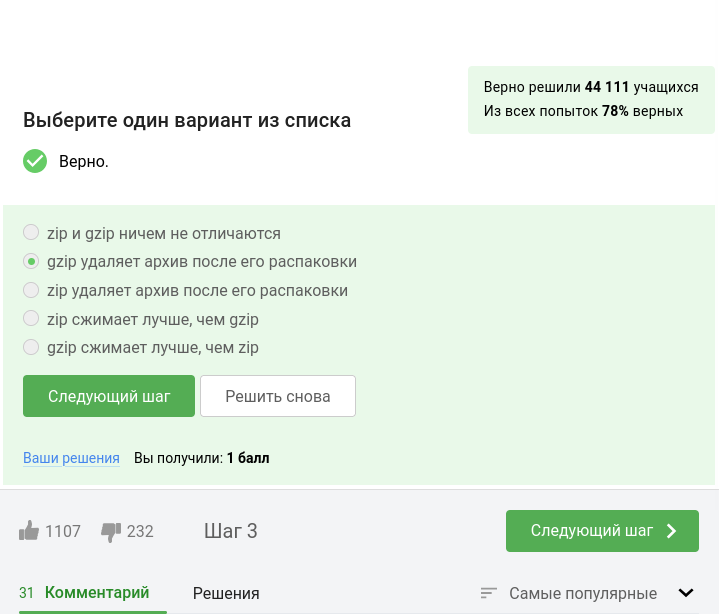 Верно решили 44 111 учащихся
Из всех попыток 78% верных
Выберите один вариант из списка
Верно.
zip и gzip ничем не отличаются
gzip удаляет архив после его распаковки
zip удаляет архив после его распаковки
zip сжимает лучше, чем gzip
gzip сжимает лучше, чем zip
Следующий шаг Решить снова
Ваши решения Вы получили: 1 балл
1107 232 Шаг 3 Следующий шаг
31 Комментарий Решения Самые популярные